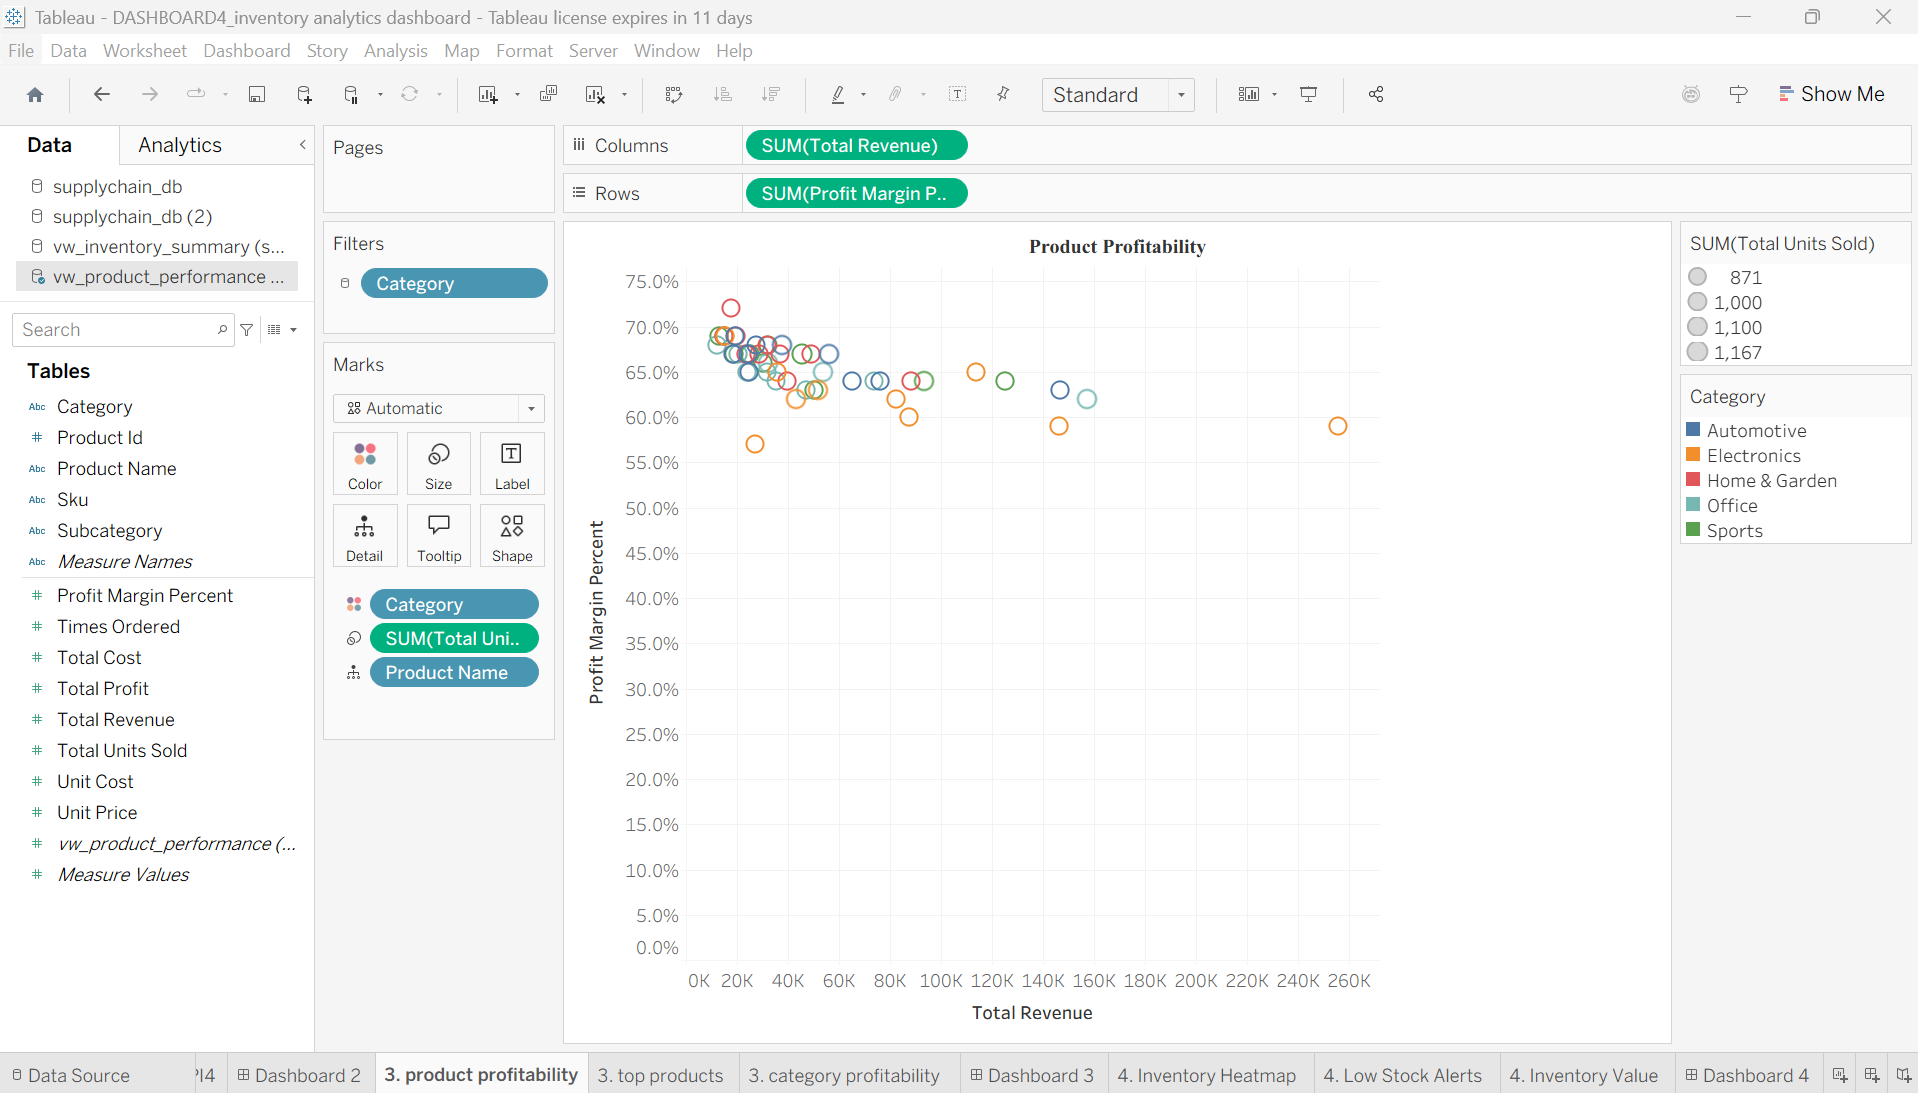 Tableau - DASHBOARD4_inventory analytics dashboard - Tableau license expires in 11 days
File Data Worksheet Dashboard Story Analysis Map Format Server Window Help
Standard
Show Me
Data
Analytics
supplychain_db
supplychain_db (2)
vw_inventory_summary (s...
vw_product_performance ...
Search
Tables
Abc Category
# Product Id
Abc Product Name
Abc Sku
Abc Subcategory
Abc Measure Names
# Profit Margin Percent
# Times Ordered
# Total Cost
# Total Profit
# Total Revenue
# Total Units Sold
# Unit Cost
# Unit Price
# vw_product_performance (...
# Measure Values
Pages
Filters
Category
Marks
Automatic
Color
Size
Label
Detail
Tooltip
Shape
Category
SUM(Total Uni..
Product Name
Columns
SUM(Total Revenue)
Rows
SUM(Profit Margin P..
Product Profitability
75.0%
70.0%
65.0%
60.0%
55.0%
50.0%
45.0%
40.0%
35.0%
30.0%
25.0%
20.0%
15.0%
10.0%
5.0%
0.0%
Profit Margin Percent
0K 20K 40K 60K 80K 100K 120K 140K 160K 180K 200K 220K 240K 260K
Total Revenue
SUM(Total Units Sold)
871
1,000
1,100
1,167
Category
Automotive
Electronics
Home & Garden
Office
Sports
Data Source
'I4
Dashboard 2
3. product profitability
3. top products
3. category profitability
Dashboard 3
4. Inventory Heatmap
4. Low Stock Alerts
4. Inventory Value
Dashboard 4